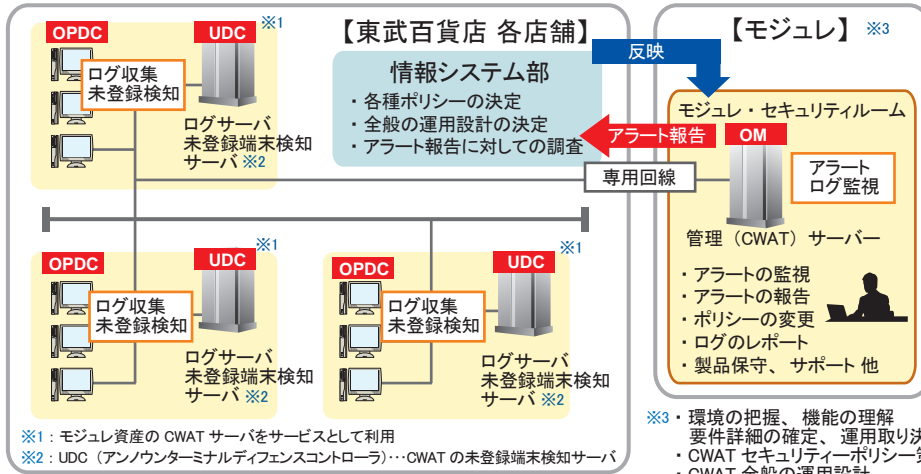 OPDC
UDC
※1
ログ収集
未登録検知
ログサーバ
未登録端末検知
サーバ ※2
【東武百貨店 各店舗】
情報システム部
・各種ポリシーの決定
・全般の運用設計の決定
・アラート報告に対しての調査
反映
アラート報告
専用回線
【モジュレ】 ※3
モジュレ・セキュリティルーム
OM
アラート
ログ監視
管理（CWAT）サーバー
・アラートの監視
・アラートの報告
・ポリシーの変更
・ログのレポート
・製品保守、サポート 他
OPDC
UDC
※1
ログ収集
未登録検知
ログサーバ
未登録端末検知
サーバ ※2
OPDC
UDC
※1
ログ収集
未登録検知
ログサーバ
未登録端末検知
サーバ ※2
※1：モジュレ資産の CWAT サーバをサービスとして利用
※2：UDC（アンノウンターミナルディフェンスコントローラ）…CWAT の未登録端末検知サーバ
※3・環境の把握、機能の理解
要件詳細の確定、運用取り
・CWAT セキュリティーポリシー
・CWAT 全般の運用設計